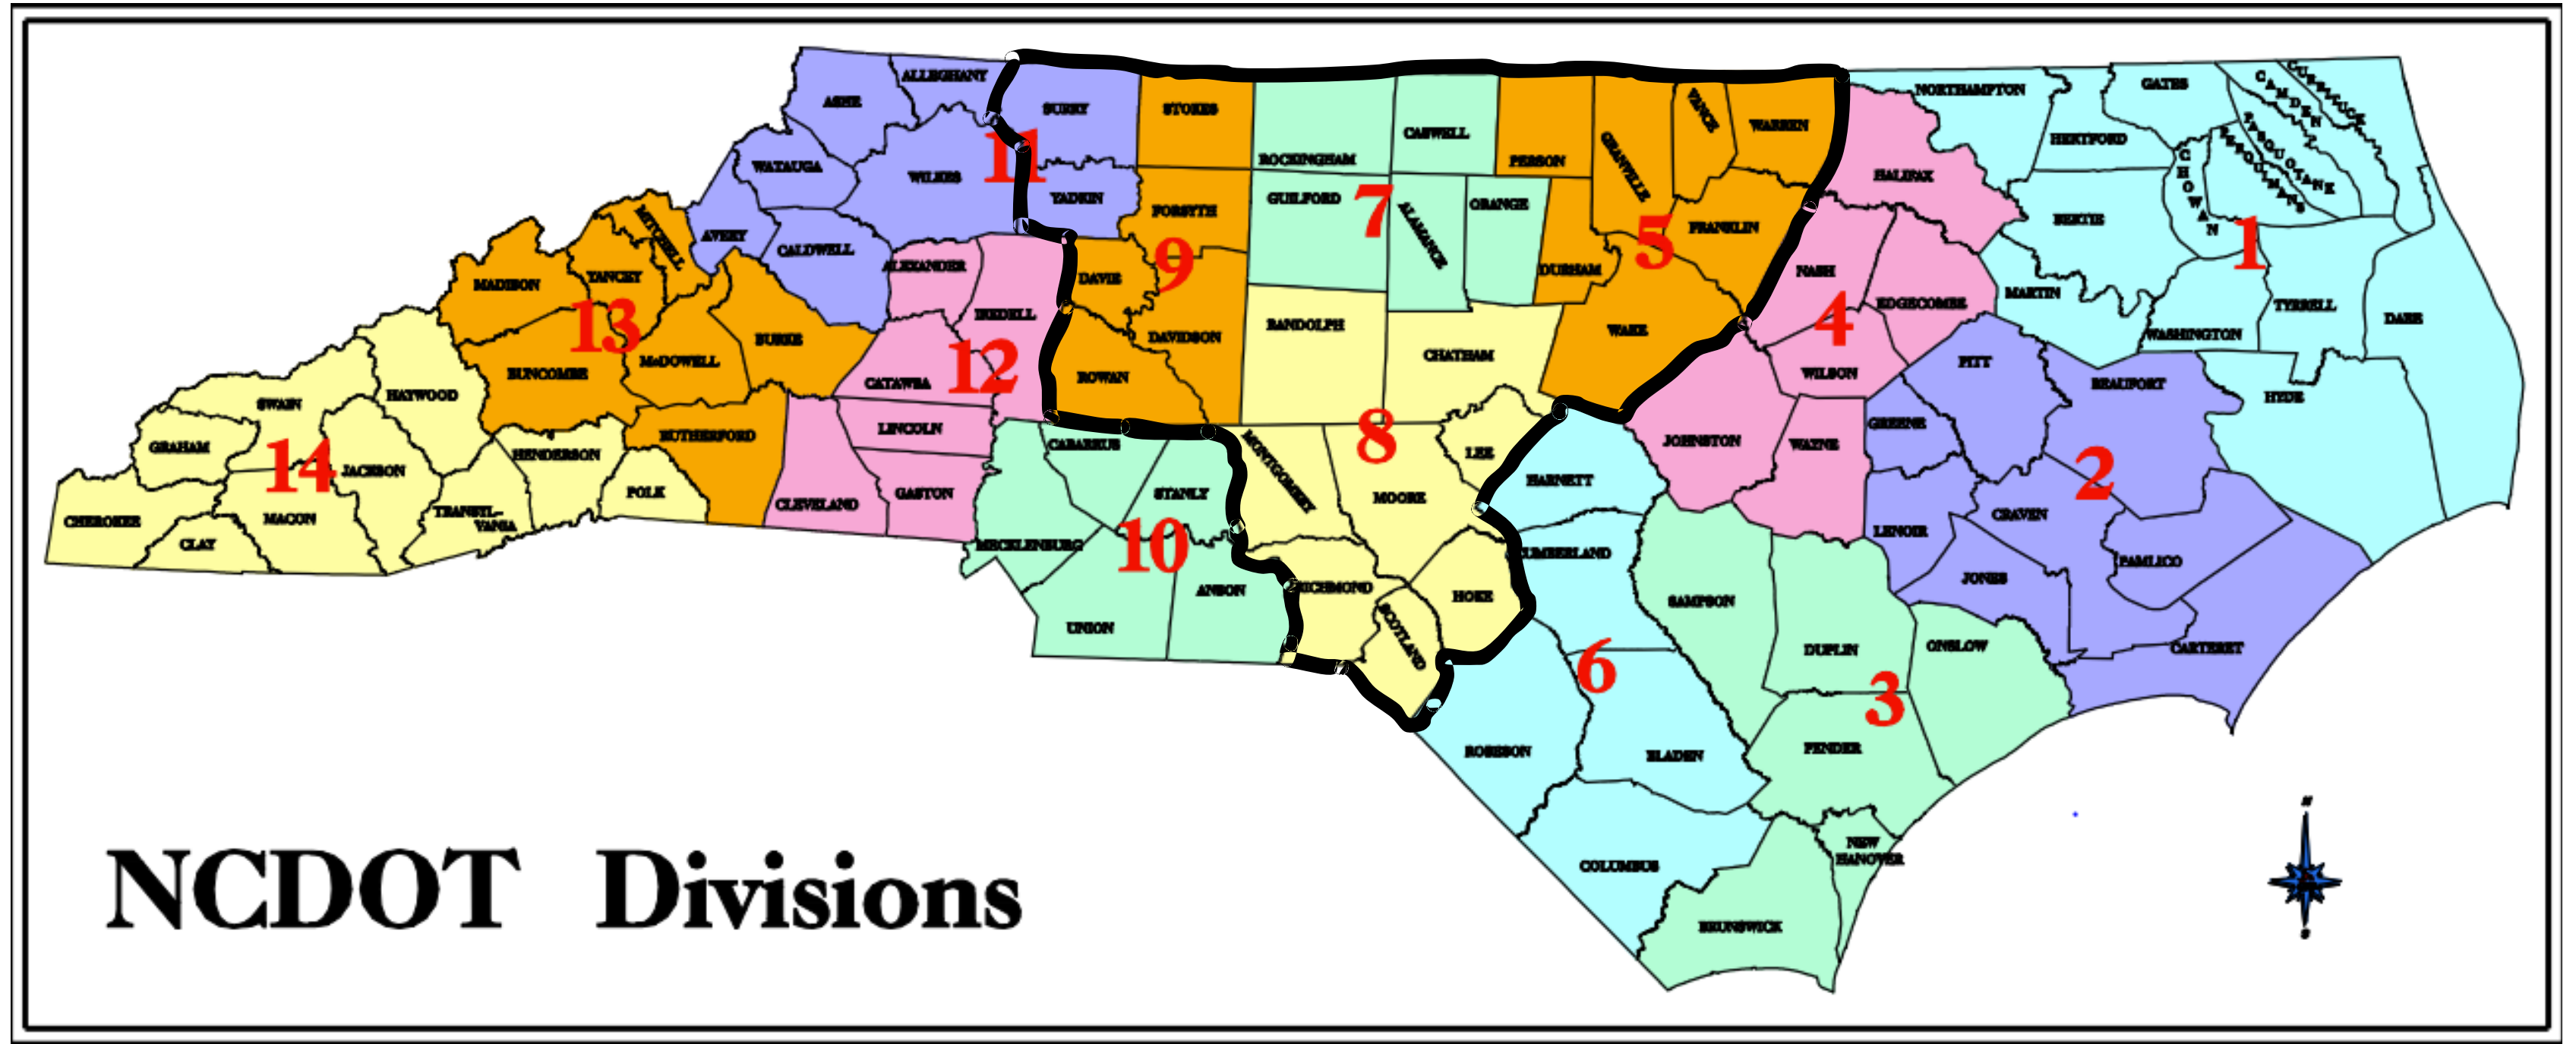 ALLEGHANY
ASHE
SURRY
STOKES
ROCKINGHAM
CASWELL
PERSON
GRANVILLE
VANCE
WARREN
NORTHAMPTON
GATES
CAMDEN
CURRITUCK
PASQUOTANK
PERQUIMANS
CHOWAN
HERTFORD
HALIFAX
BERTIE
WATAUGA
WILKES
11
YADKIN
FORSYTH
GUILFORD
7
ALAMANCE
ORANGE
DURHAM
5
FRANKLIN
NASH
4
EDGECOMBE
MARTIN
1
WASHINGTON
TYRRELL
DARE
MITCHELL
AVERY
CALDWELL
ALEXANDER
IREDELL
DAVIE
9
DAVIDSON
RANDOLPH
CHATHAM
WAKE
WILSON
PITT
BEAUFORT
HYDE
MADISON
YANCEY
13
BUNCOMBE
McDOWELL
BURKE
CATAWBA
12
ROWAN
SWAIN
HAYWOOD
GRAHAM
14
JACKSON
HENDERSON
RUTHERFORD
LINCOLN
CABARRUS
MONTGOMERY
8
LEE
JOHNSTON
WAYNE
GREENE
2
CHEROKEE
CLAY
MACON
TRANSYL-
VANIA
POLK
CLEVELAND
GASTON
MECKLENBURG
STANLY
10
MOORE
HARNETT
LENOIR
CRAVEN
PAMLICO
UNION
ANSON
RICHMOND
SCOTLAND
HOKE
UMBERLAND
SAMPSON
JONES
6
DUPLIN
ONSLOW
CARTERET
3
ROBESON
BLADEN
PENDER
COLUMBUS
NEW
HANOVER
BRUNSWICK
NCDOT Divisions
N
S